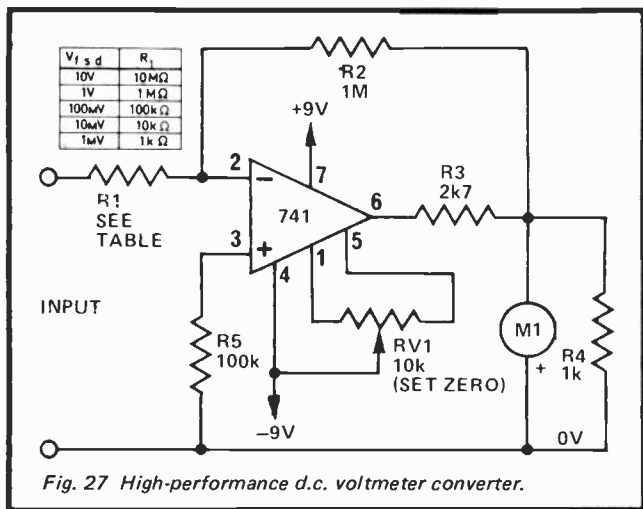 Vfsd R1
10V 10MΩ
1V 1MΩ
100mV 100kΩ
10mV 10kΩ
1mV 1kΩ
R2
1M
+9V
2
7
6
R3
2k7
R1
SEE
TABLE
741
3
+
4
1
5
INPUT
R5
100k
RV1
10k
(SET ZERO)
M1
+
R4
1k
−9V
0V
Fig. 27 High-performance d.c. voltmeter converter.